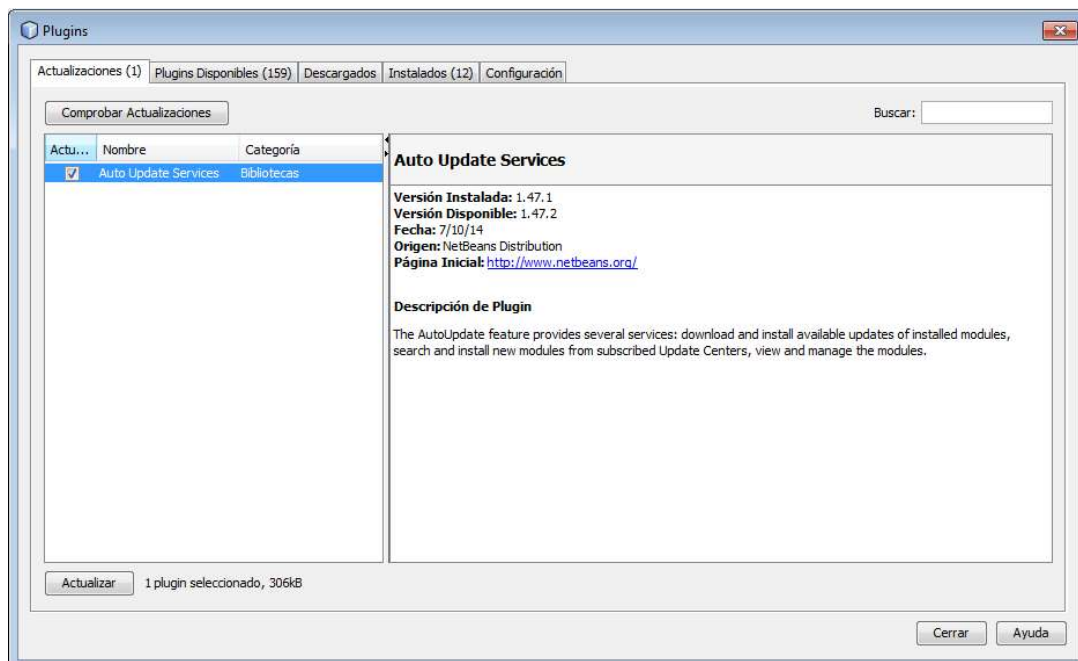 Plugins
Actualizaciones (1) Plugins Disponibles (159) Descargados Instalados (12) Configuración
Comprobar Actualizaciones
Buscar:
Actu... Nombre Categoría
Auto Update Services Bibliotecas
Auto Update Services
Versión Instalada: 1.47.1
Versión Disponible: 1.47.2
Fecha: 7/10/14
Origen: NetBeans Distribution
Página Inicial: http://www.netbeans.org/
Descripción de Plugin
The AutoUpdate feature provides several services: download and install available updates of installed modules,
search and install new modules from subscribed Update Centers, view and manage the modules.
Actualizar 1 plugin seleccionado, 306kB
Cerrar Ayuda